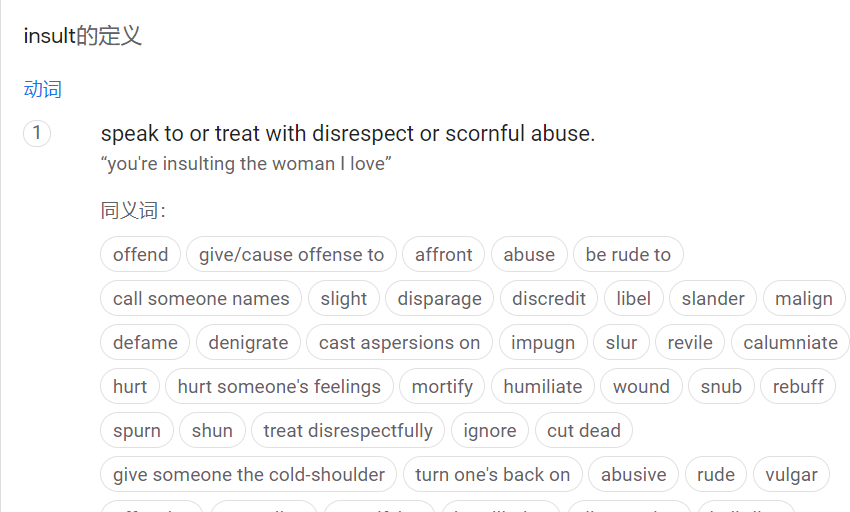 insult的定义
动词
1 speak to or treat with disrespect or scornful abuse.
“you're insulting the woman I love”
同义词：
offend give/cause offense to affront abuse be rude to
call someone names slight disparage discredit libel slander malign
defame denigrate cast aspersions on impugn slur revile calumniate
hurt hurt someone's feelings mortify humiliate wound snub rebuff
spurn shun treat disrespectfully ignore cut dead
give someone the cold-shoulder turn one's back on abusive rude vulgar